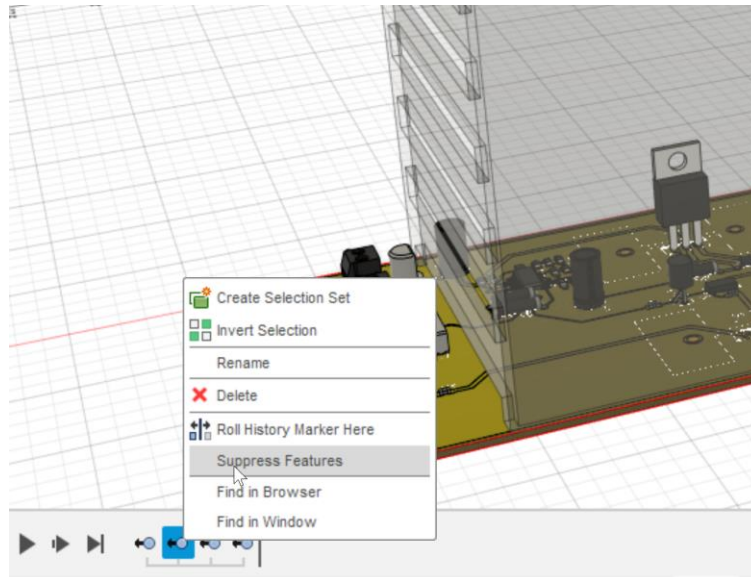 Create Selection Set
Invert Selection
Rename
Delete
Roll History Marker Here
Suppress Features
Find in Browser
Find in Window